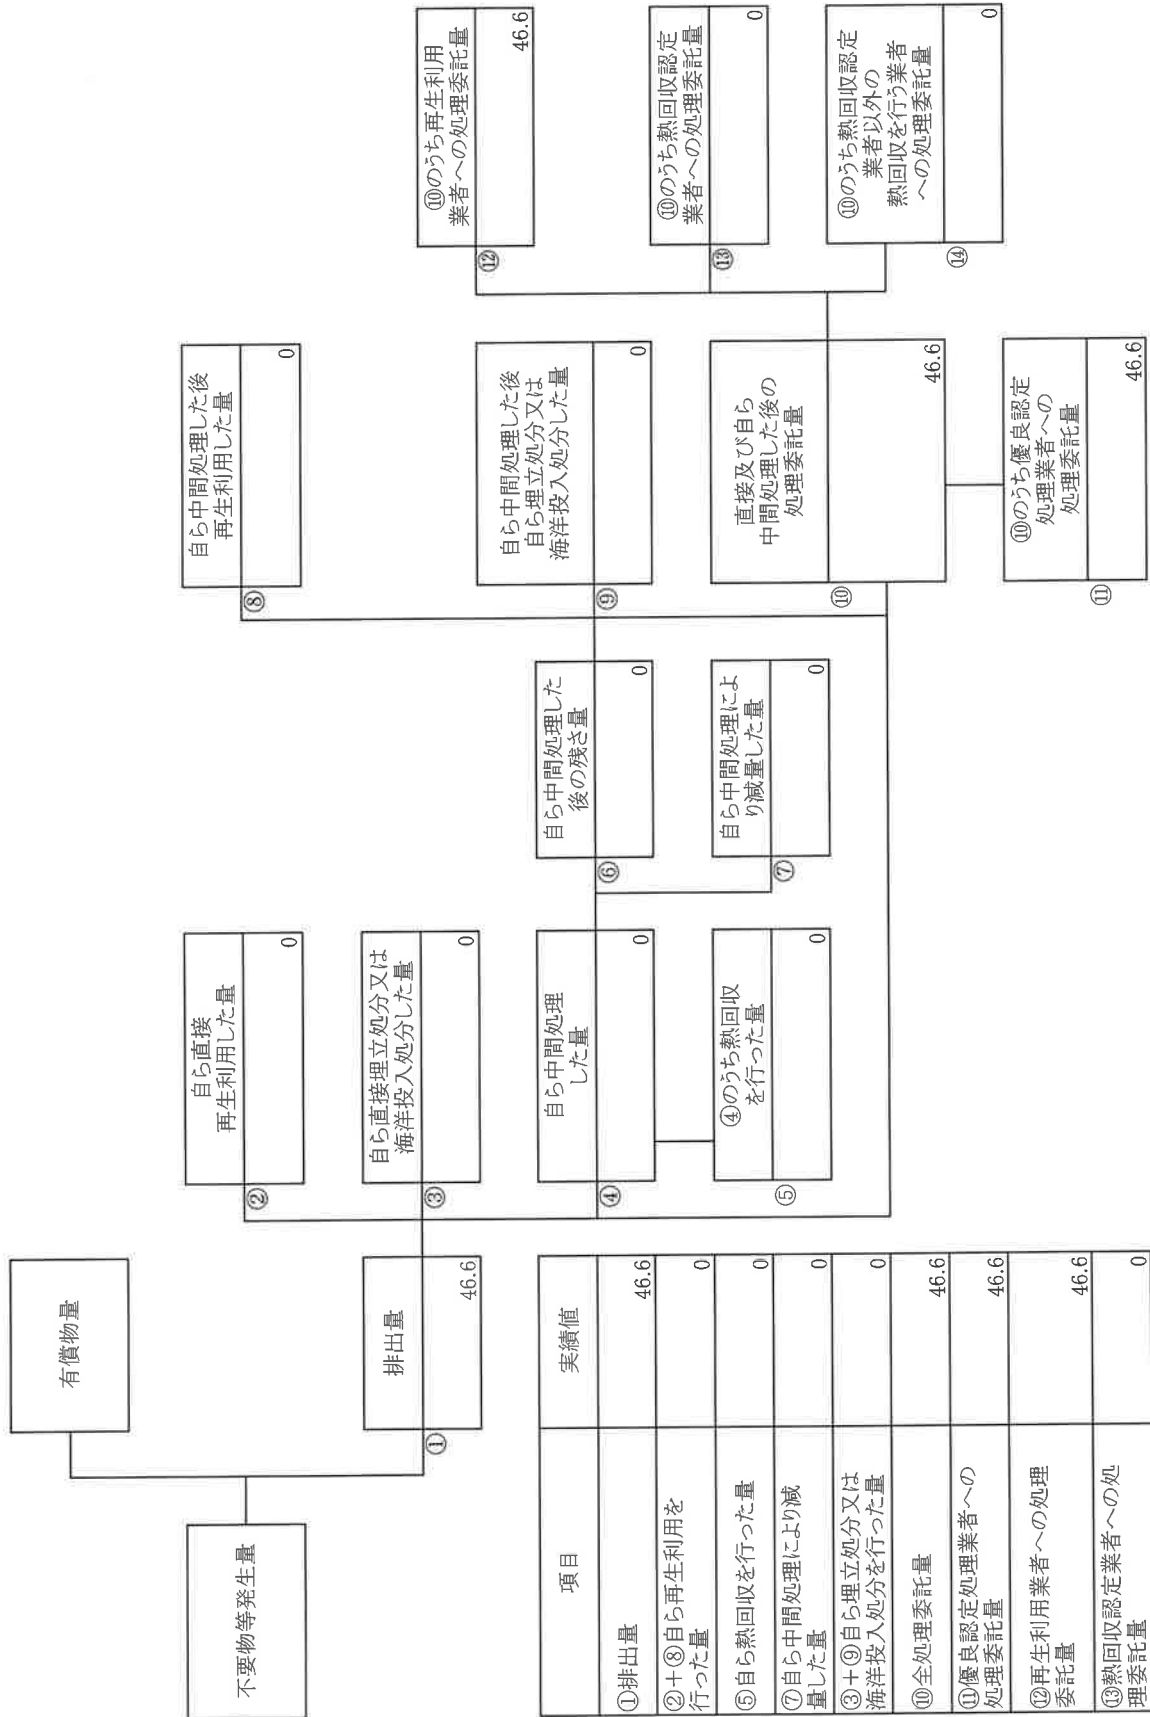 有償物量
不要物等発生量
排出量
①
46.6
自ら直接
再生利用した量
②
0
自ら直接埋立処分又は
海洋投入処分した量
③
0
自ら中間処理
した量
④
0
④のうち熱回収
を行った量
⑤
0
自ら中間処理した
後の残さ量
⑥
0
自ら中間処理によ
り減量した量
⑦
0
自ら中間処理した後
再生利用した量
⑧
0
自ら中間処理した後
自ら埋立処分又は
海洋投入処分した量
⑨
0
直接及び自ら
中間処理した後の
処理委託量
⑩
46.6
⑩のうち優良認定
処理業者への
処理委託量
⑪
46.6
⑩のうち再生利用
業者への処理委託量
⑫
46.6
⑩のうち熱回収認定
業者への処理委託量
⑬
0
⑩のうち熱回収認定
業者以外の
熱回収を行う業者
への処理委託量
⑭
0
項目 実績値
①排出量 46.6
②+⑧自ら再生利用を
行った量 0
⑤自ら熱回収を行った量 0
⑦自ら中間処理により減
量した量 0
③+⑨自ら埋立処分又は
海洋投入処分を行った量 0
⑩全処理委託量 46.6
⑪優良認定処理業者への
処理委託量 46.6
⑫再生利用業者への処理
委託量 46.6
⑬熱回収認定業者への処
理委託量 0